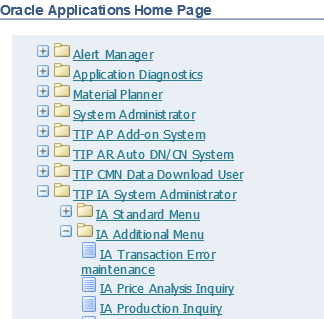 Oracle Applications Home Page
Alert Manager
Application Diagnostics
Material Planner
System Administrator
TIP AP Add-on System
TIP AR Auto DN/CN System
TIP CMN Data Download User
TIP IA System Administrator
IA Standard Menu
IA Additional Menu
IA Transaction Error
maintenance
IA Price Analysis Inquiry
IA Production Inquiry